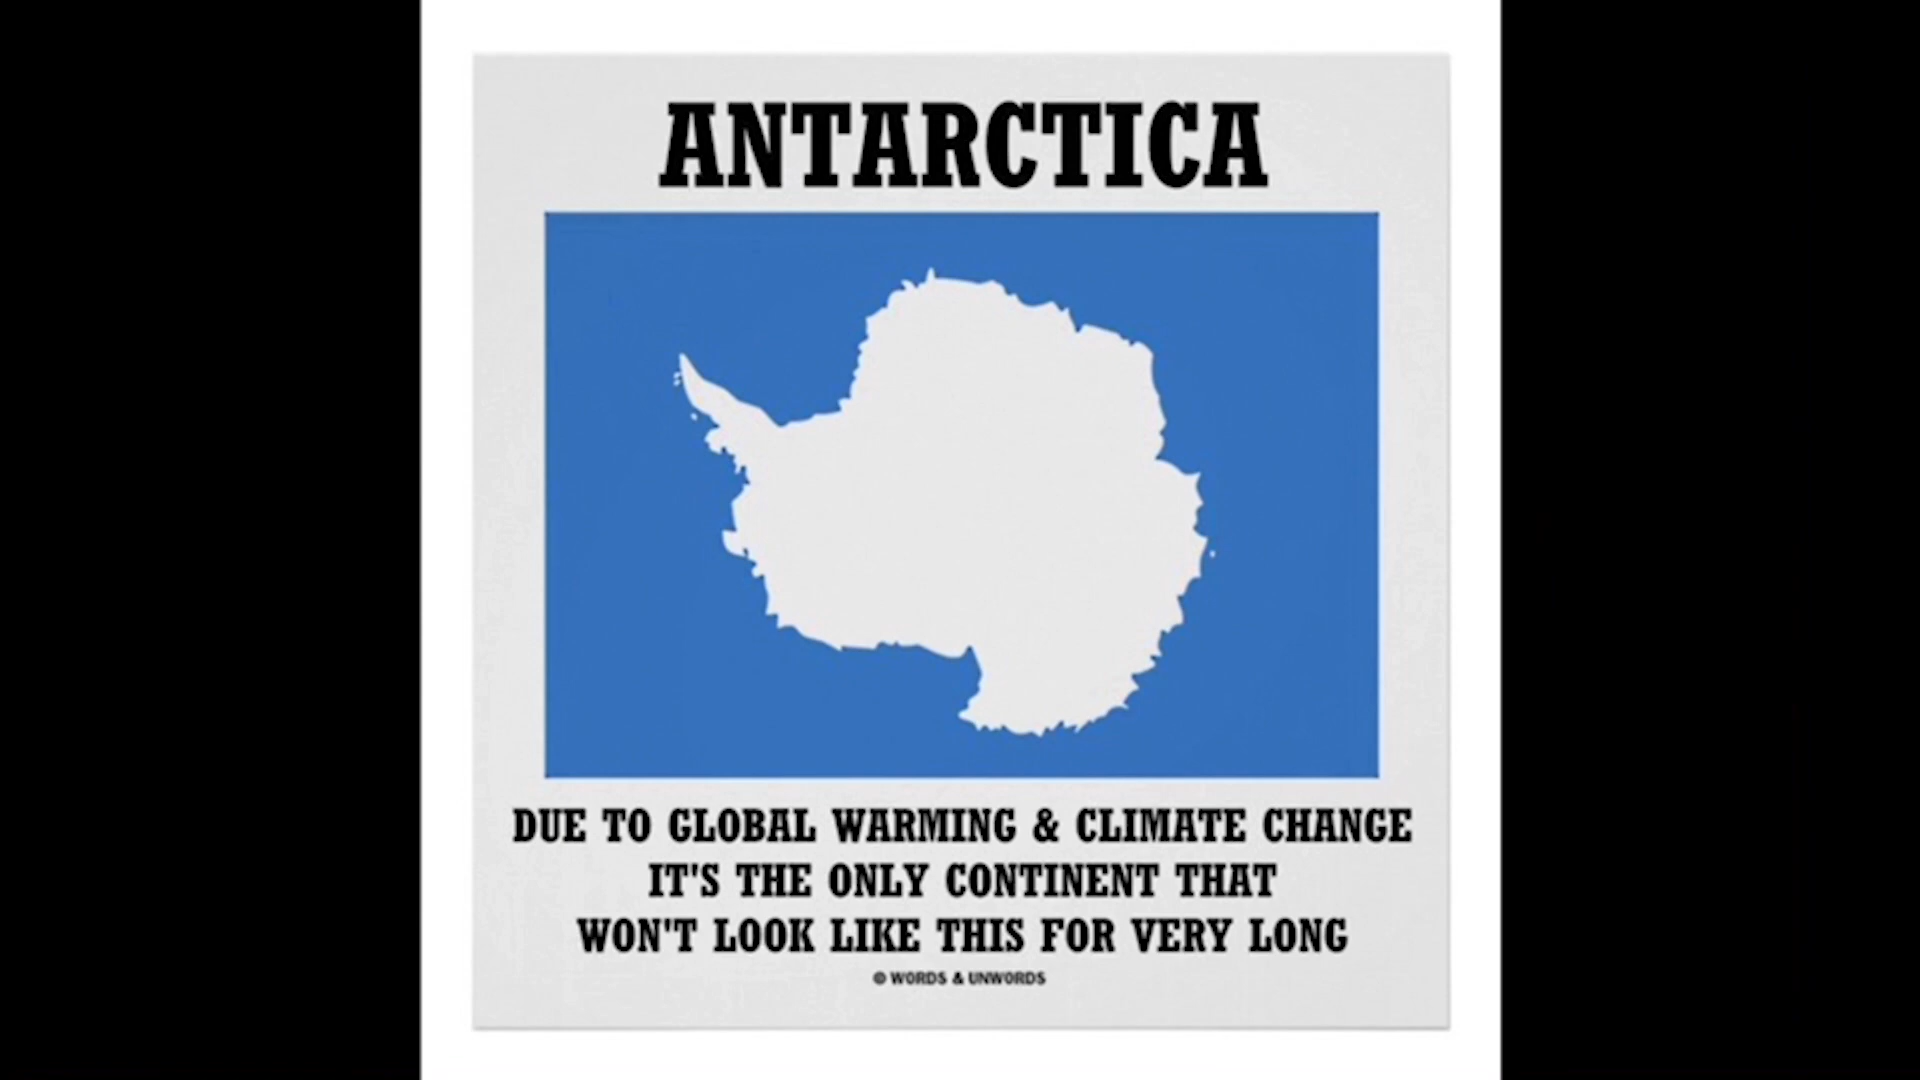 ANTARCTICA
DUE TO GLOBAL WARMING & CLIMATE CHANGE
IT'S THE ONLY CONTINENT THAT
WON'T LOOK LIKE THIS FOR VERY LONG
© WORDS & UNWORDS